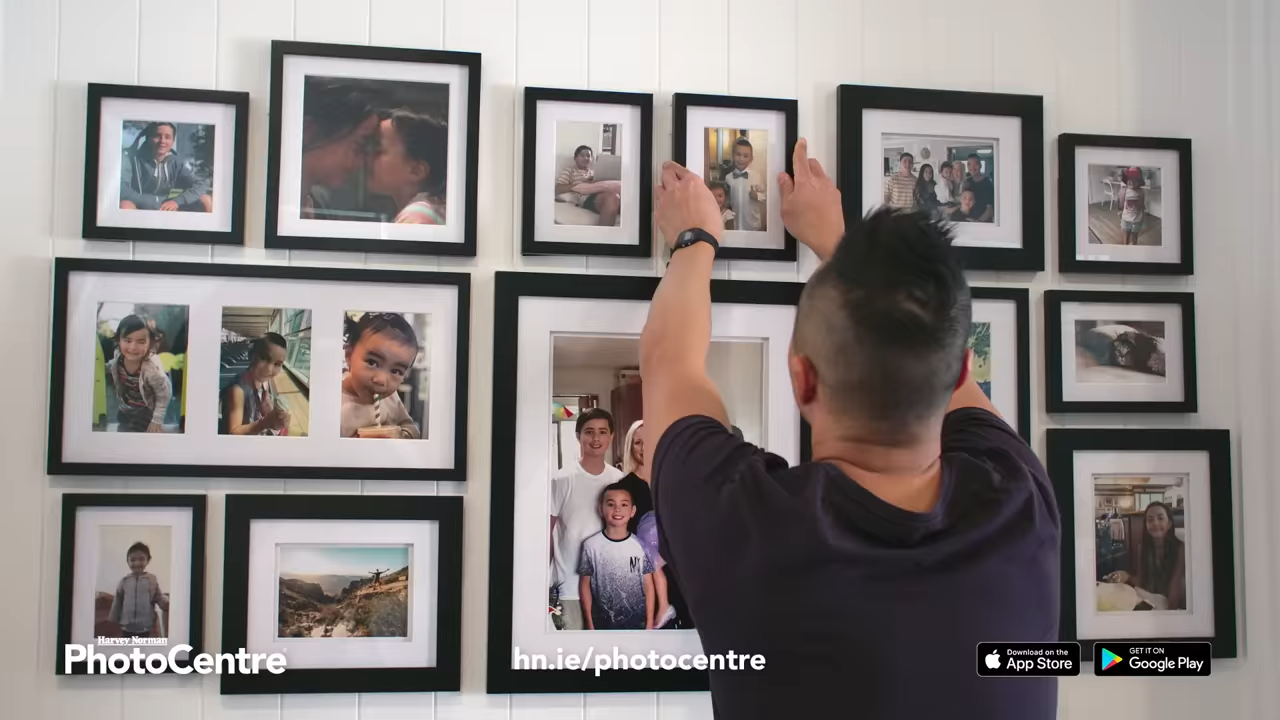 Harvey Norman
PhotoCentre
hn.ie/photocentre
Download on the
App Store
GET IT ON
Google Play